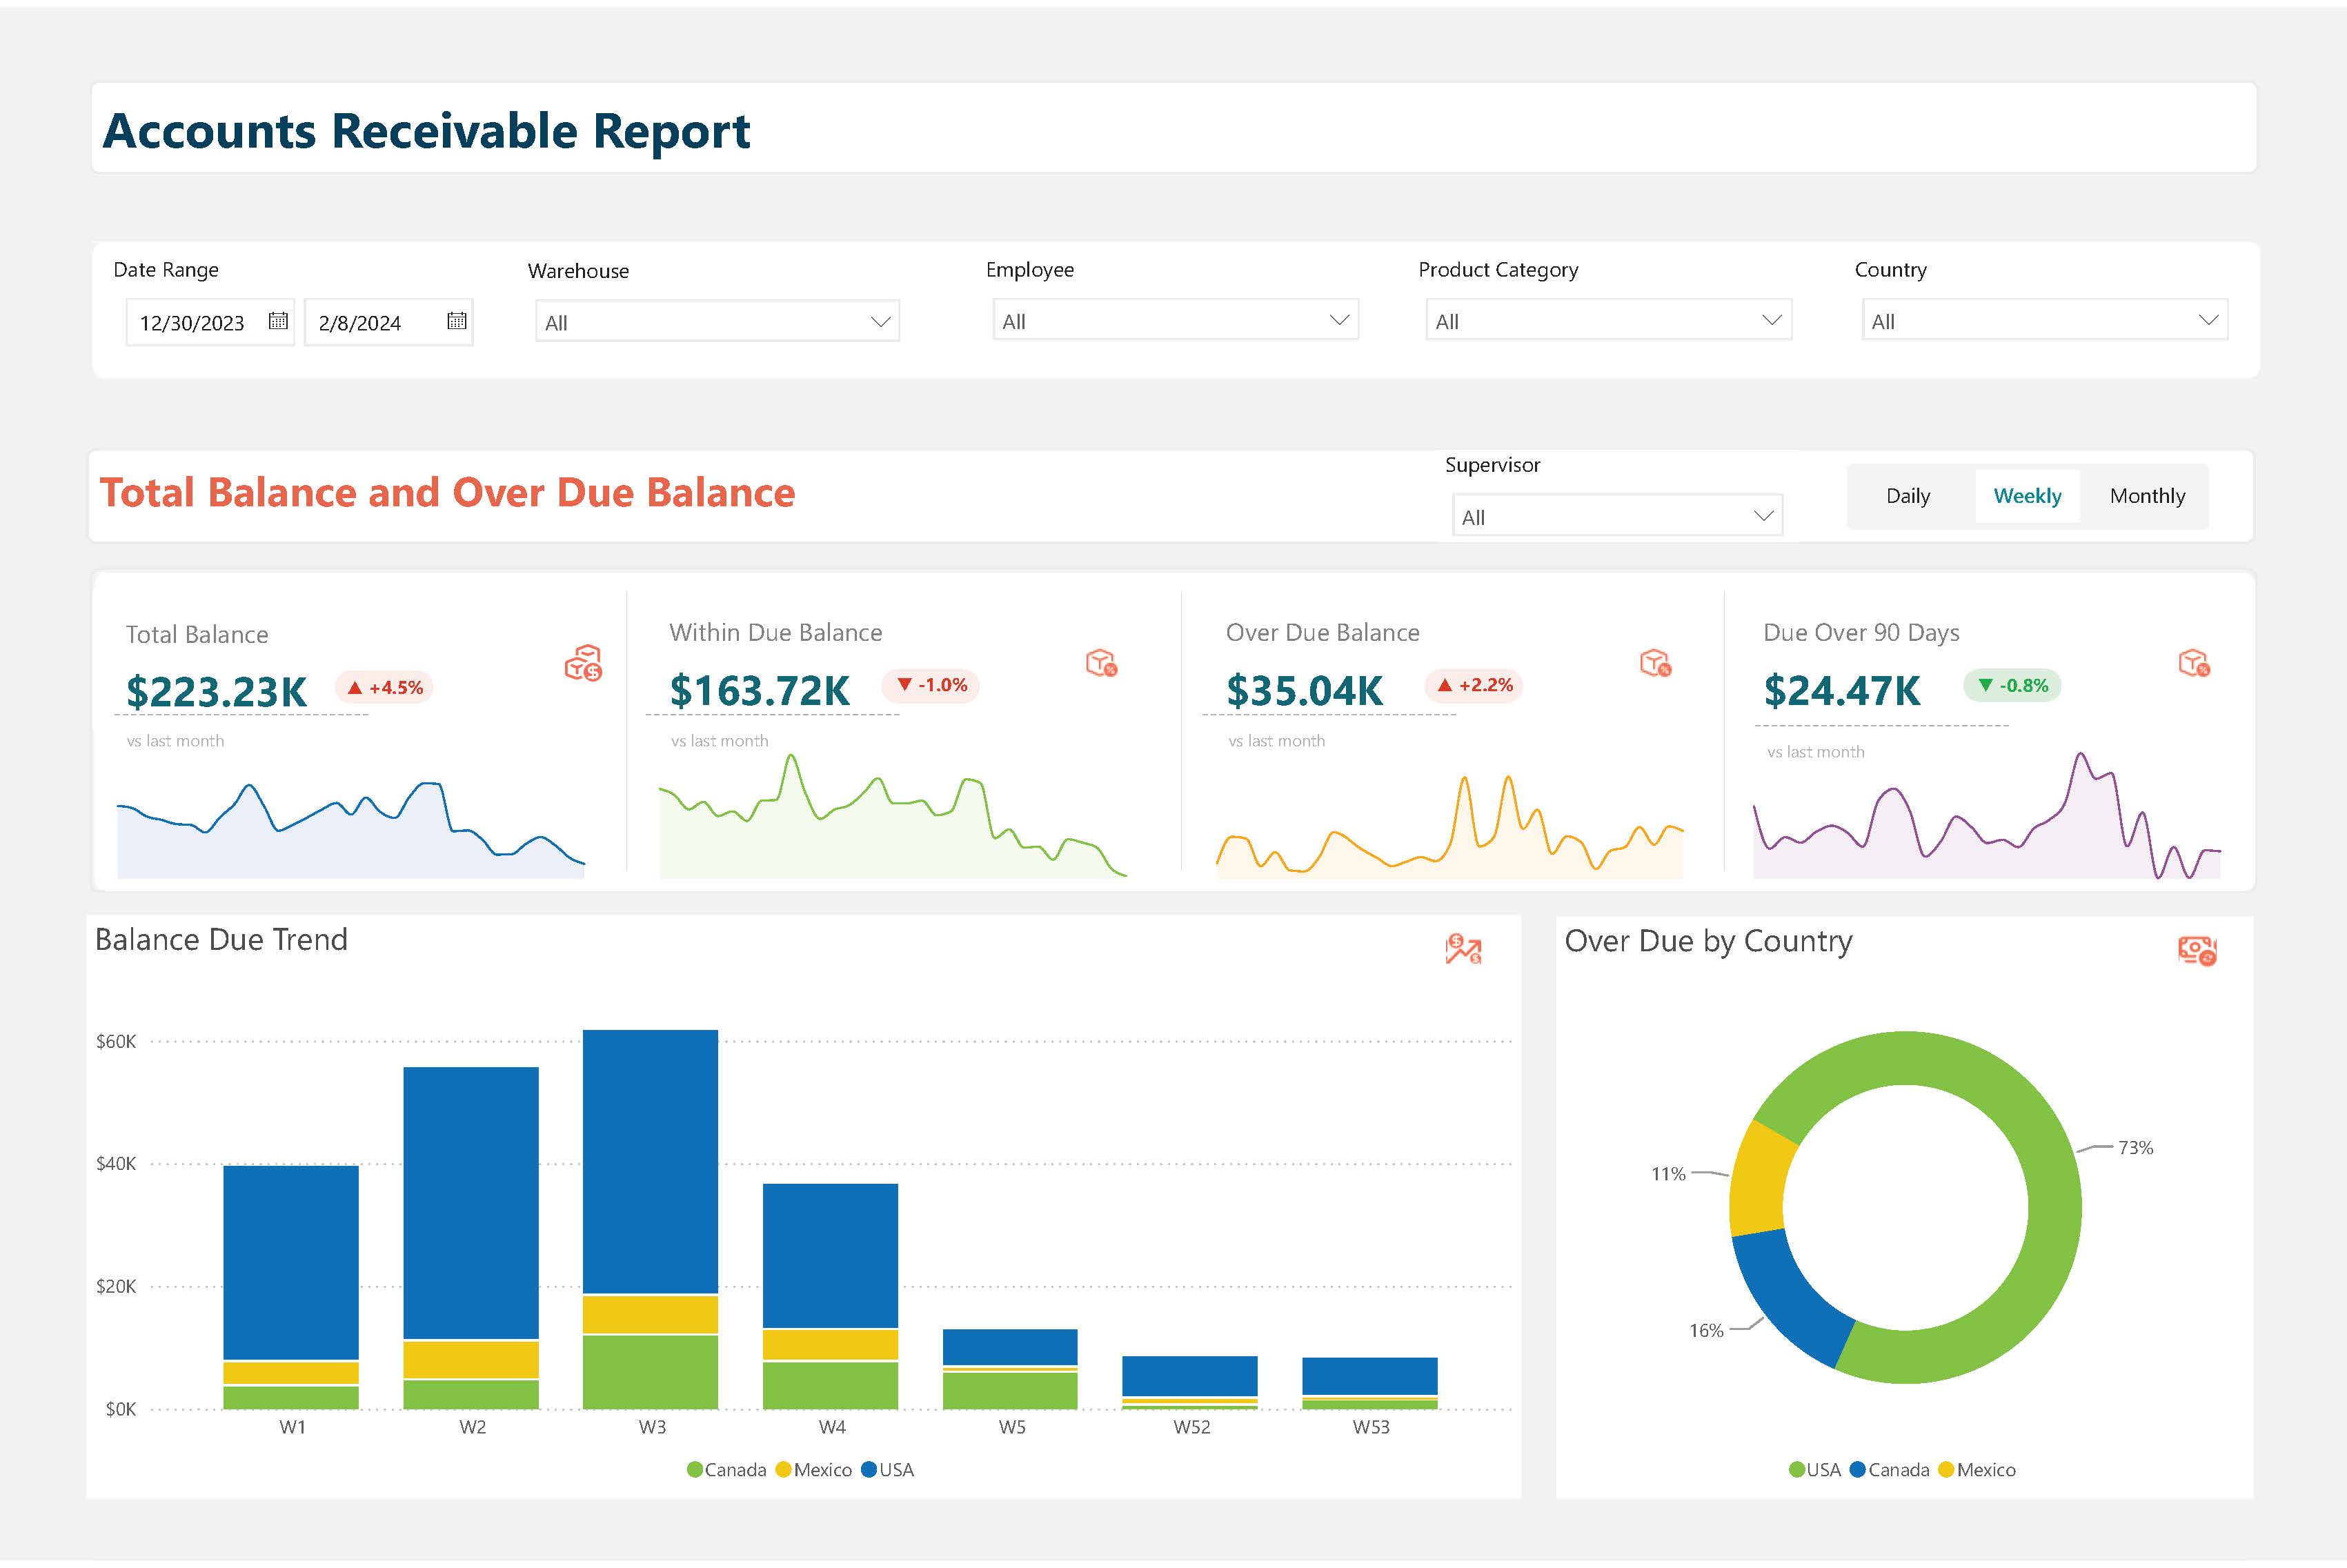 Accounts Receivable Report
Date Range
Warehouse
Employee
Product Category
Country
12/30/2023
2/8/2024
All
All
All
All
Total Balance and Over Due Balance
Supervisor
All
Daily
Weekly
Monthly
Total Balance
$223.23K
▲ +4.5%
vs last month
Within Due Balance
$163.72K
▼ -1.0%
vs last month
Over Due Balance
$35.04K
▲ +2.2%
vs last month
Due Over 90 Days
$24.47K
▼ -0.8%
vs last month
Balance Due Trend
$60K
$40K
$20K
$0K
W1
W2
W3
W4
W5
W52
W53
Canada
Mexico
USA
Over Due by Country
73%
11%
16%
USA
Canada
Mexico